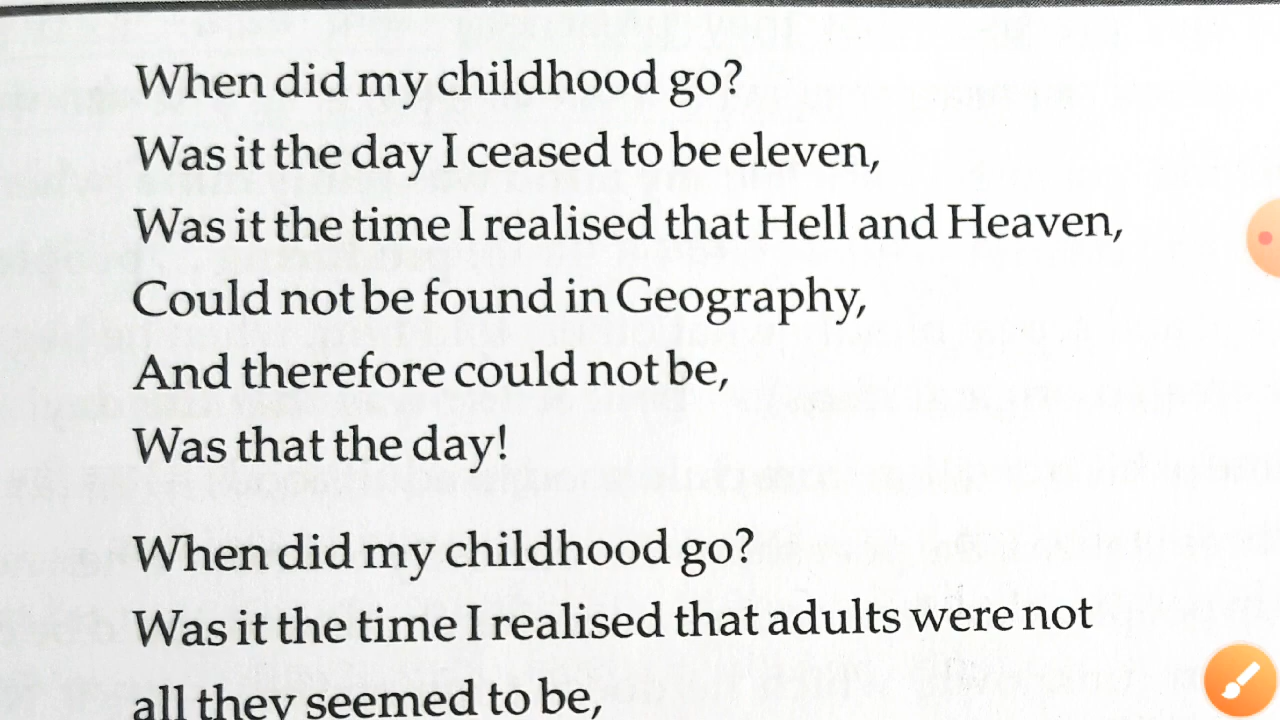 When did my childhood go?
Was it the day I ceased to be eleven,
Was it the time I realised that Hell and Heaven,
Could not be found in Geography,
And therefore could not be,
Was that the day!
When did my childhood go?
Was it the time I realised that adults were not
all they seemed to be,